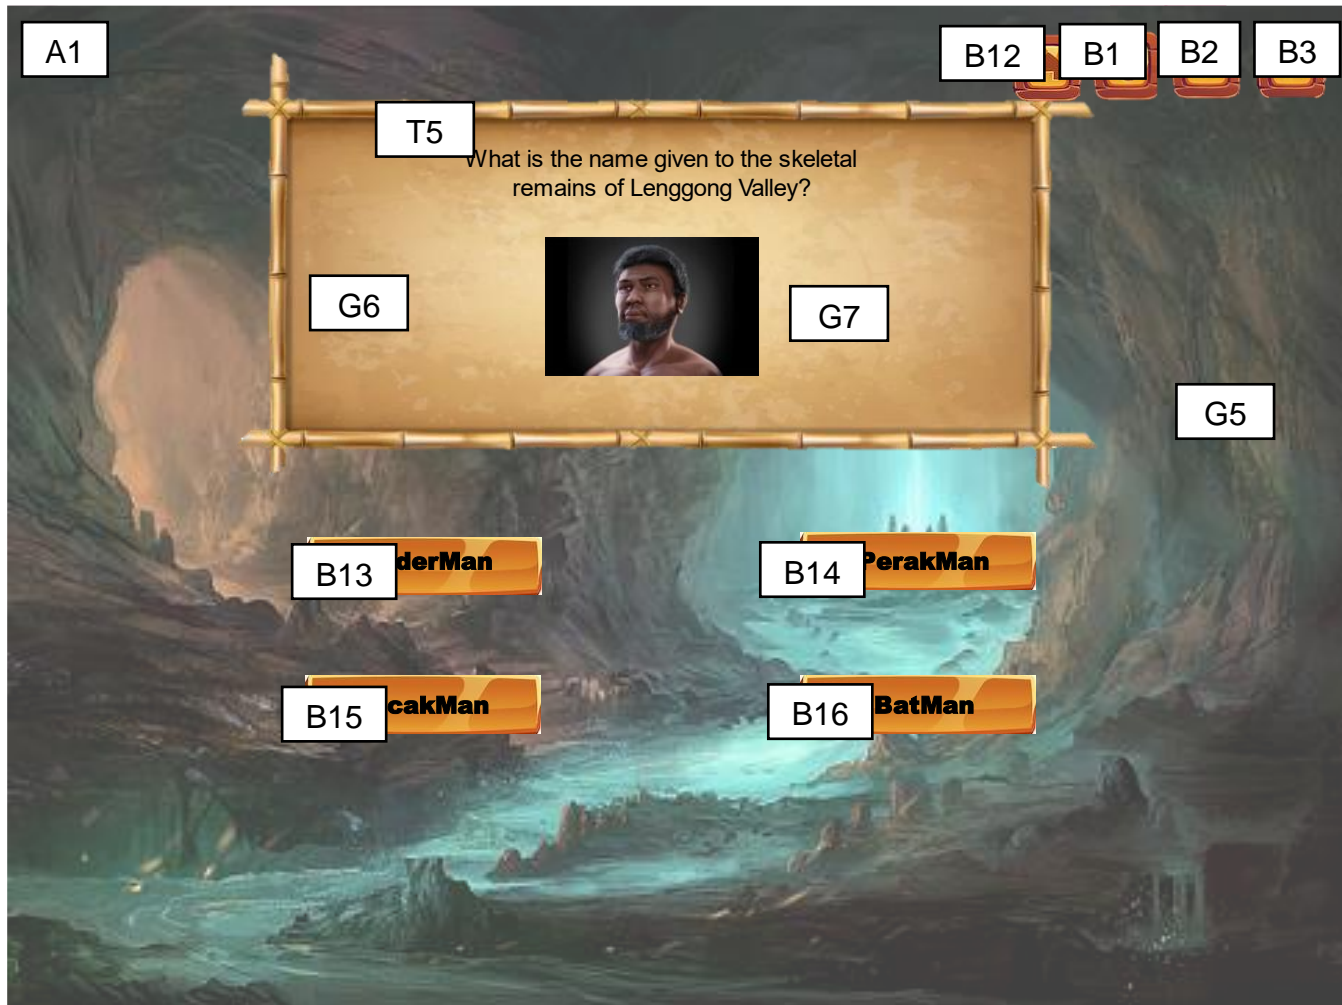 A1
B12
B1
B2
B3
T5
What is the name given to the skeletal
remains of Lenggong Valley?
G6
G7
G5
B13
derMan
B14
PerakMan
B15
cakMan
B16
BatMan